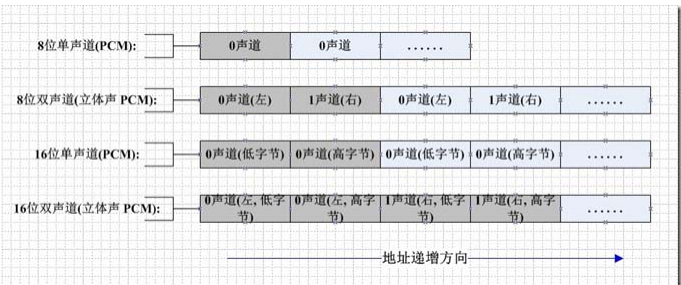 8位单声道(PCM): 0声道 0声道 ......
8位双声道(立体声 PCM): 0声道(左) 1声道(右) 0声道(左) 1声道(右) ......
16位单声道(PCM): 0声道(低字节) 0声道(高字节) 0声道(低字节) 0声道(高字节) ......
16位双声道(立体声 PCM): 0声道(左, 低字节) 0声道(左, 高字节) 1声道(右, 低字节) 1声道(右, 高字节) ......
地址递增方向